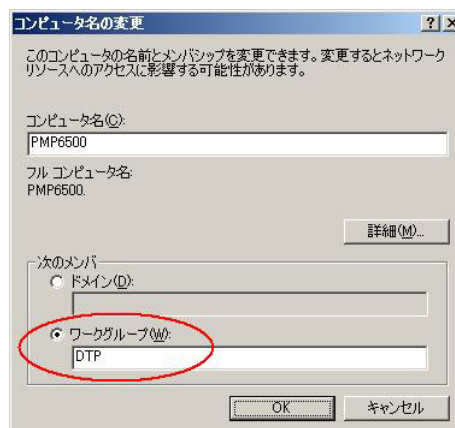 コンピュータ名の変更
このコンピュータの名前とメンバシップを変更できます。変更するとネットワーク
リソースへのアクセスに影響する可能性があります。
コンピュータ名(C):
PMP6500
フル コンピュータ名:
PMP6500.
詳細(M)...
次のメンバ
ドメイン(D):
ワークグループ(W):
DTP
OK
キャンセル